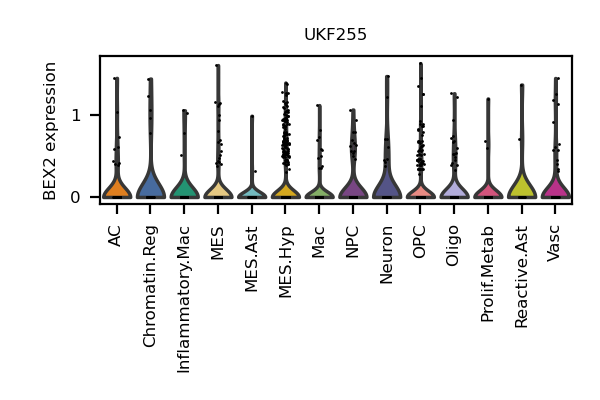 UKF255
BEX2 expression
1
0
AC
Chromatin.Reg
Inflammatory.Mac
MES
MES.Ast
MES.Hyp
Mac
NPC
Neuron
OPC
Oligo
Prolif.Metab
Reactive.Ast
Vasc